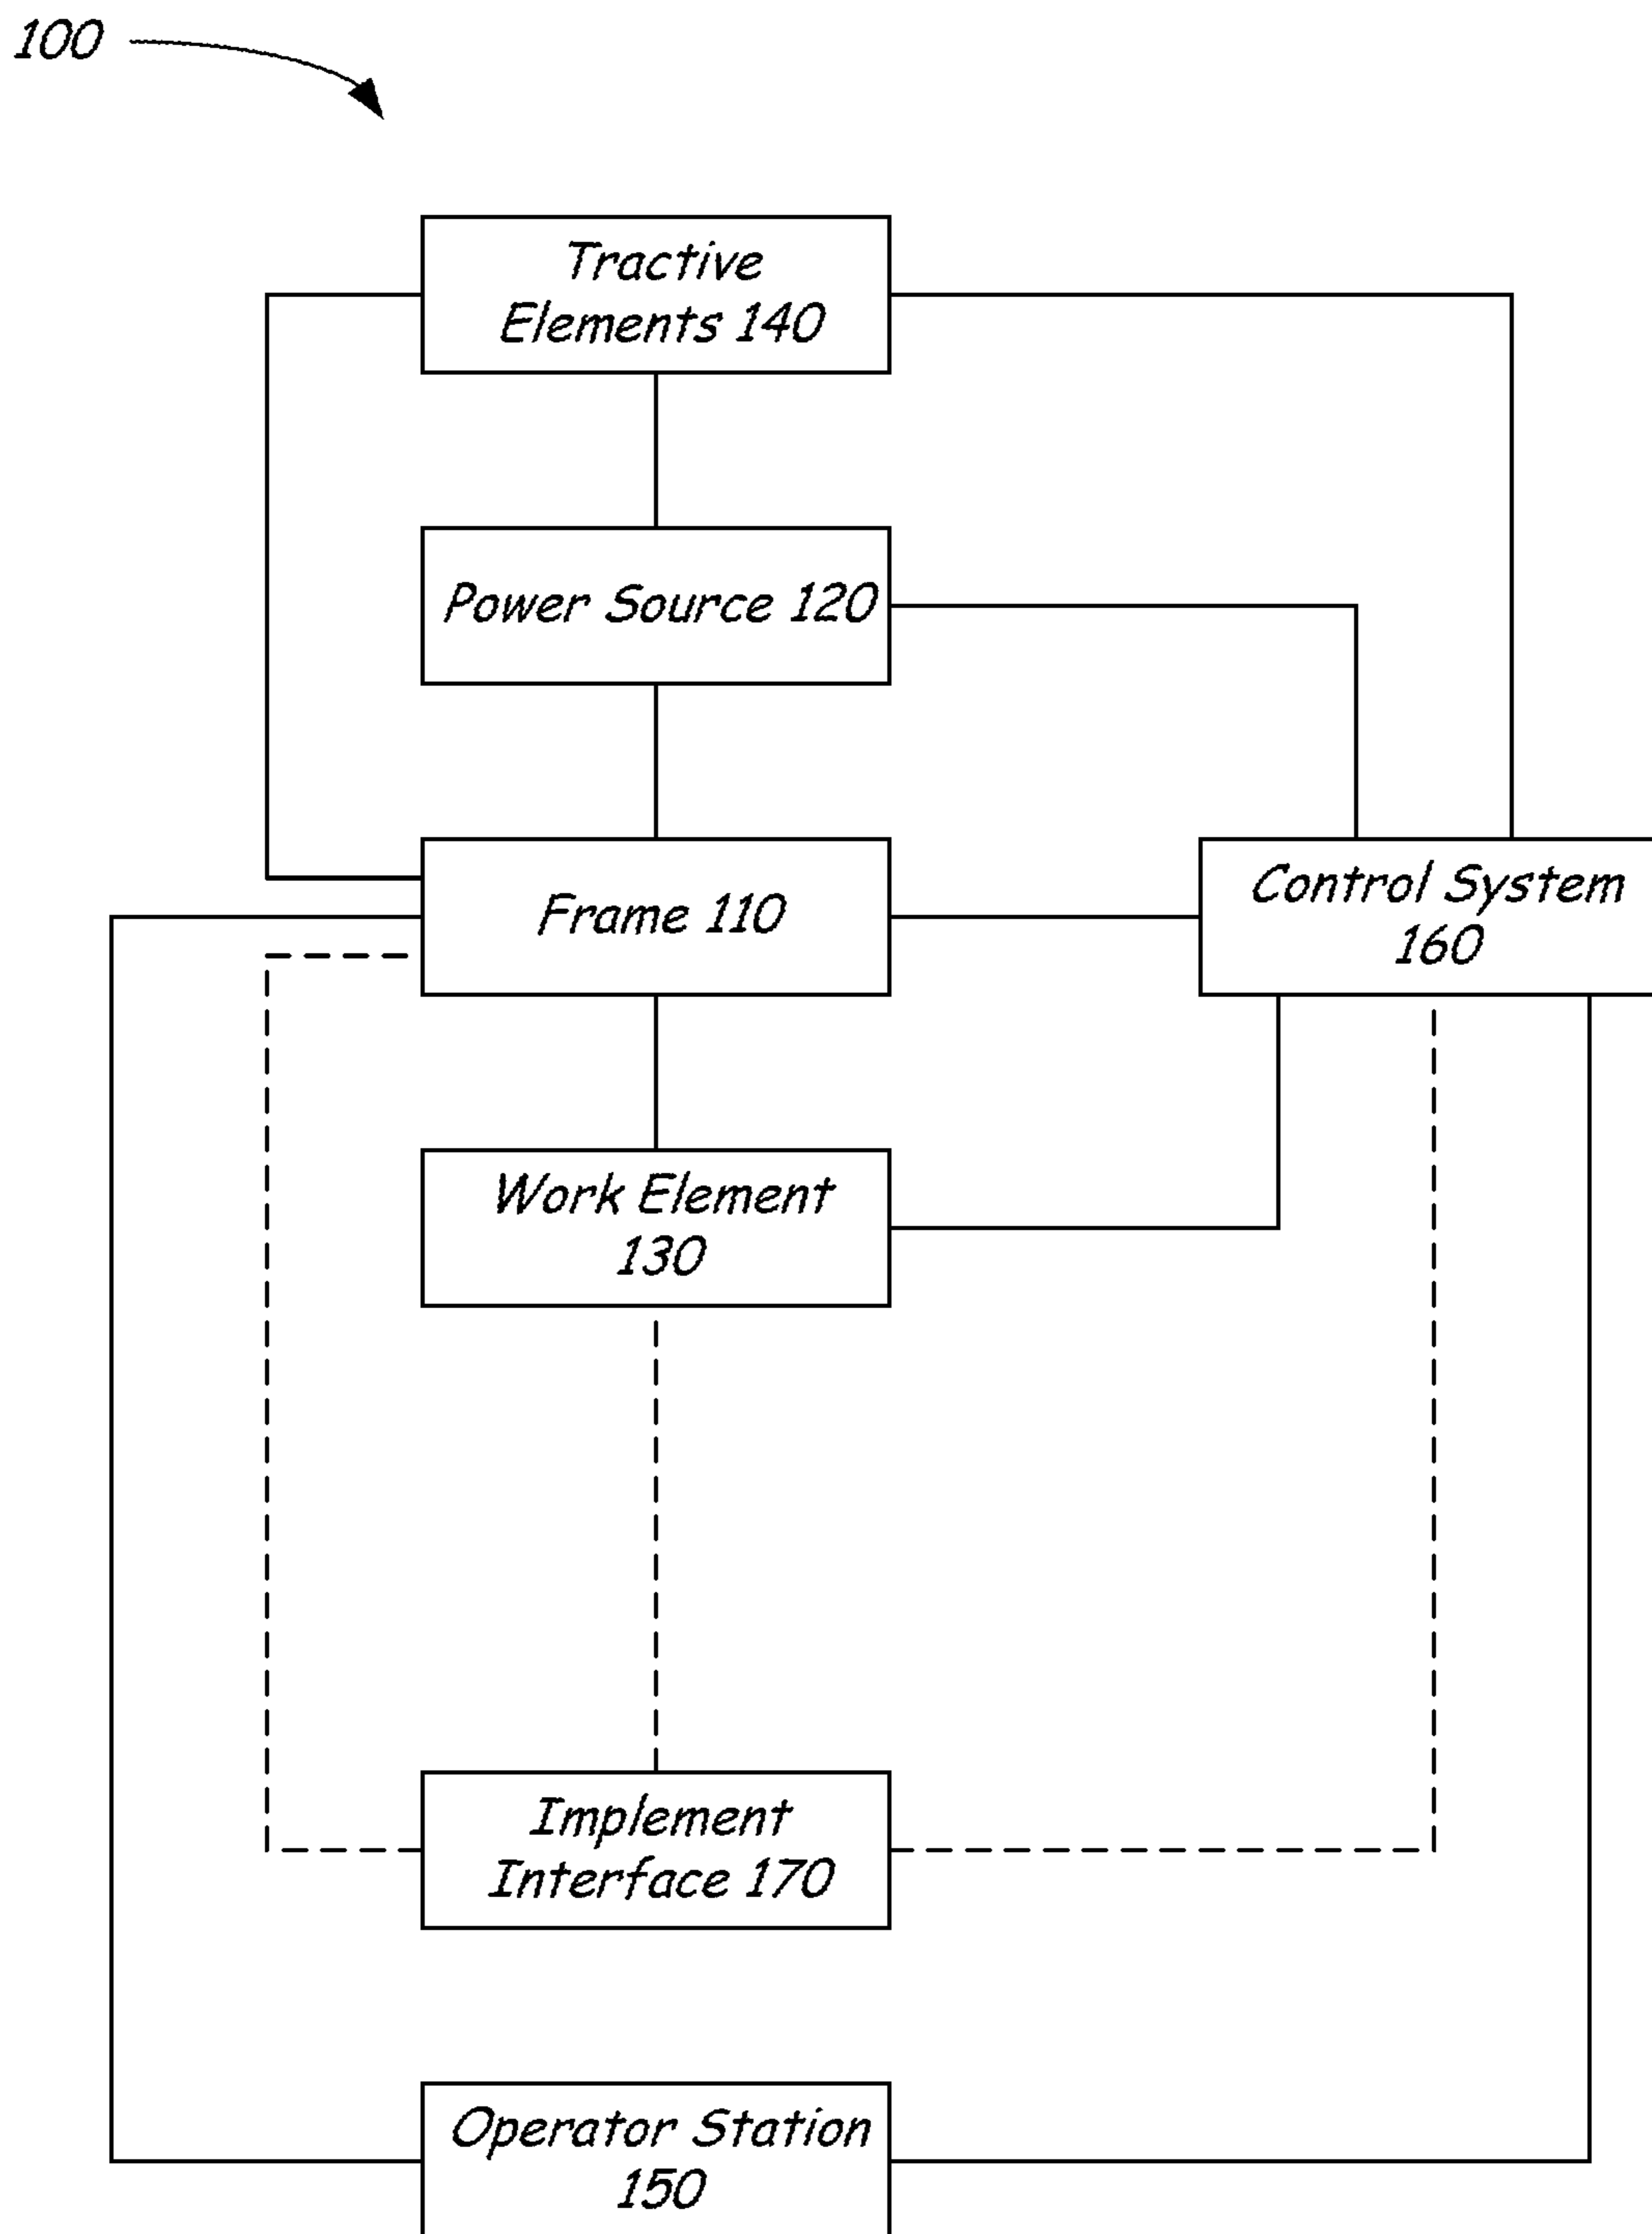 100
Tractive
Elements 140
Power Source 120
Frame 110
Control System
160
Work Element
130
Implement
Interface 170
Operator Station
150